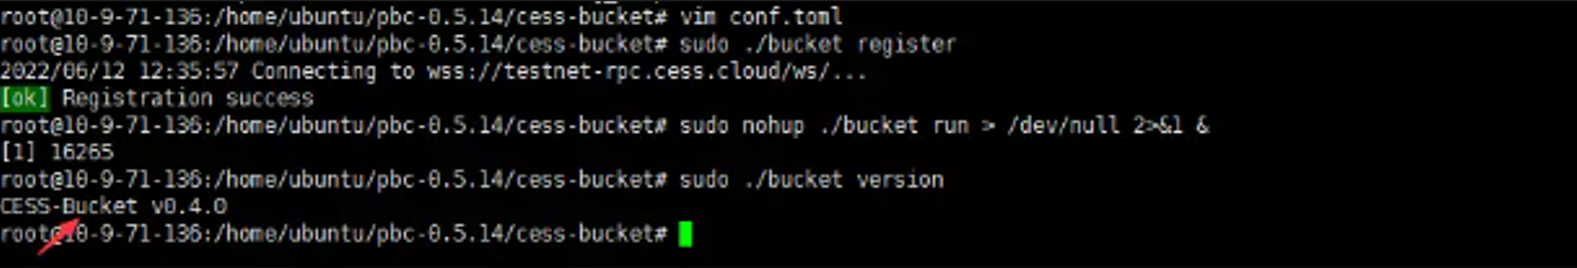 root@10-9-71-136:/home/ubuntu/pbc-0.5.14/cess-bucket# vim conf.toml
root@10-9-71-136:/home/ubuntu/pbc-0.5.14/cess-bucket# sudo ./bucket register
2022/06/12 12:35:57 Connecting to wss://testnet-rpc.cess.cloud/ws/...
[ok] Registration success
root@10-9-71-136:/home/ubuntu/pbc-0.5.14/cess-bucket# sudo nohup ./bucket run > /dev/null 2>&1 &
[1] 16265
root@10-9-71-136:/home/ubuntu/pbc-0.5.14/cess-bucket# sudo ./bucket version
CESS-Bucket v0.4.0
root@10-9-71-136:/home/ubuntu/pbc-0.5.14/cess-bucket#